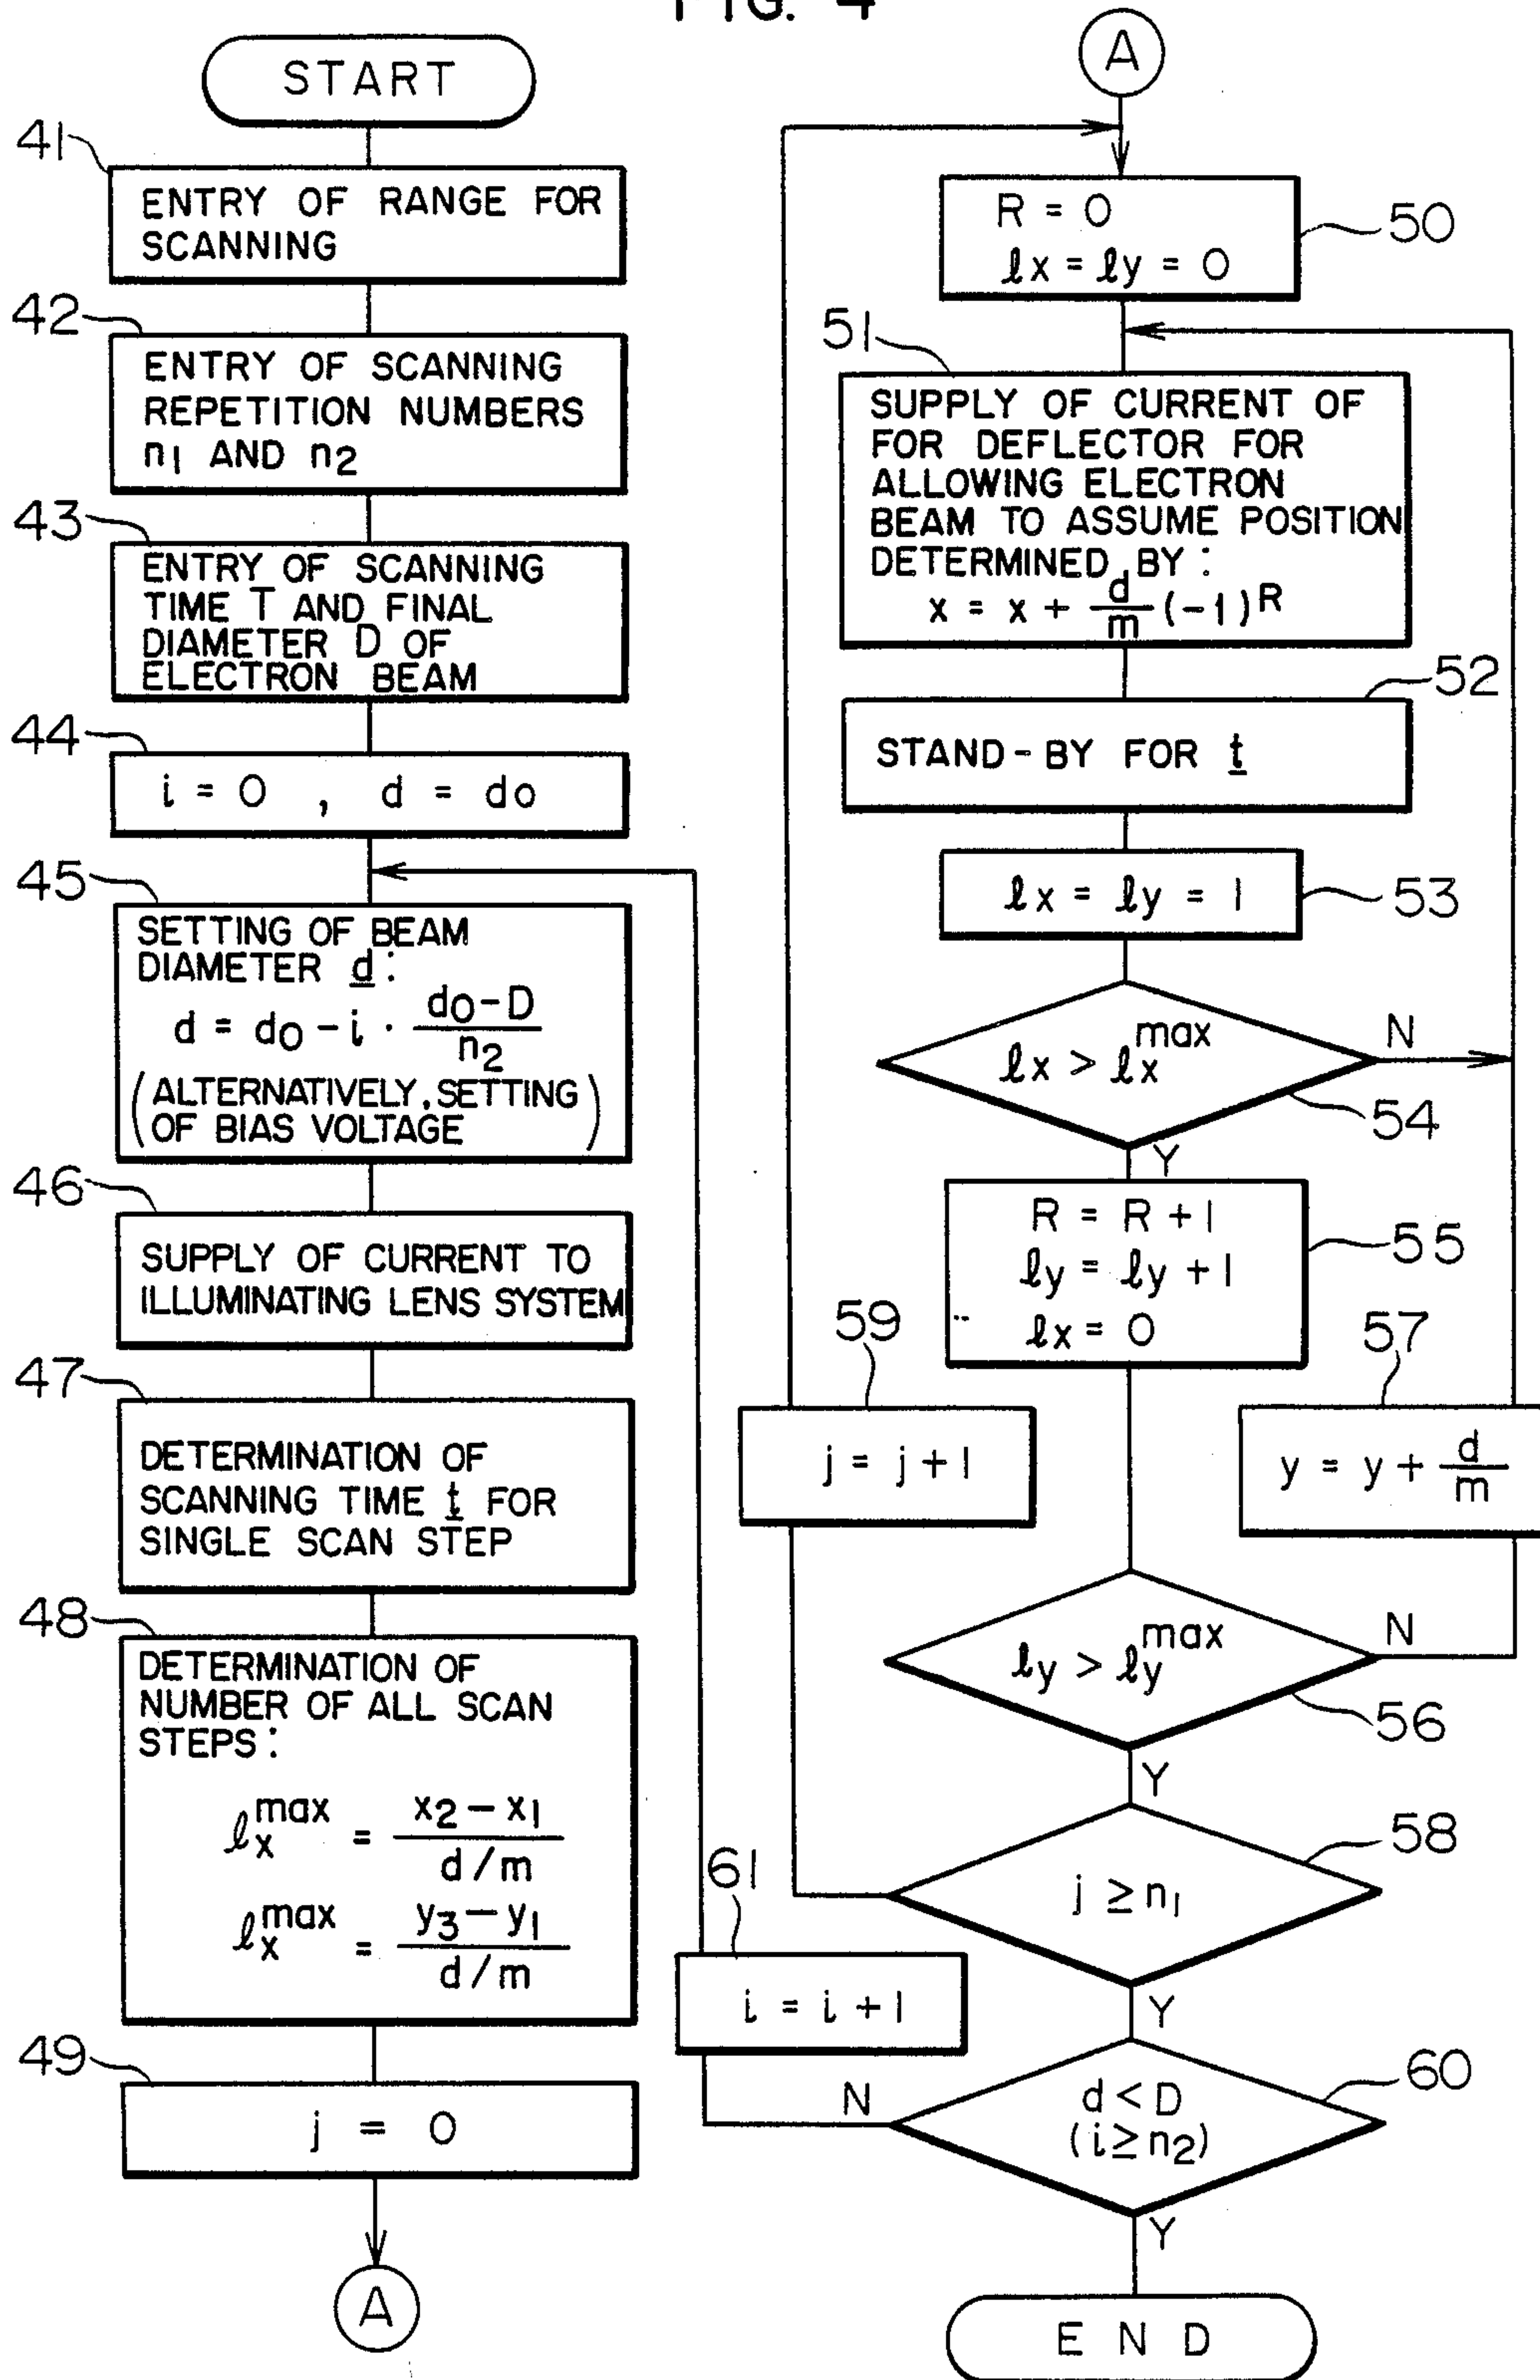 FIG. 4
START
41
ENTRY OF RANGE FOR
SCANNING
42
ENTRY OF SCANNING
REPETITION NUMBERS
n1 AND n2
43
ENTRY OF SCANNING
TIME T AND FINAL
DIAMETER D OF
ELECTRON BEAM
44
i = 0 , d = do
45
SETTING OF BEAM
DIAMETER d:
d = do - i · (do - D)/n2
(ALTERNATIVELY, SETTING
OF BIAS VOLTAGE)
46
SUPPLY OF CURRENT TO
ILLUMINATING LENS SYSTEM
47
DETERMINATION OF
SCANNING TIME t FOR
SINGLE SCAN STEP
48
DETERMINATION OF
NUMBER OF ALL SCAN
STEPS:
ℓx^max = (x2 - x1)/(d/m)
ℓx^max = (y3 - y1)/(d/m)
49
j = 0
A
A
50
R = 0
ℓx = ℓy = 0
51
SUPPLY OF CURRENT OF
FOR DEFLECTOR FOR
ALLOWING ELECTRON
BEAM TO ASSUME POSITION
DETERMINED BY:
x = x + d/m (-1)^R
52
STAND-BY FOR t
53
ℓx = ℓy = 1
54
ℓx > ℓx^max
N
Y
55
R = R + 1
ℓy = ℓy + 1
ℓx = 0
59
j = j + 1
57
y = y + d/m
56
ℓy > ℓy^max
N
Y
58
j ≥ n1
Y
61
i = i + 1
60
d < D
(i ≥ n2)
N
Y
END